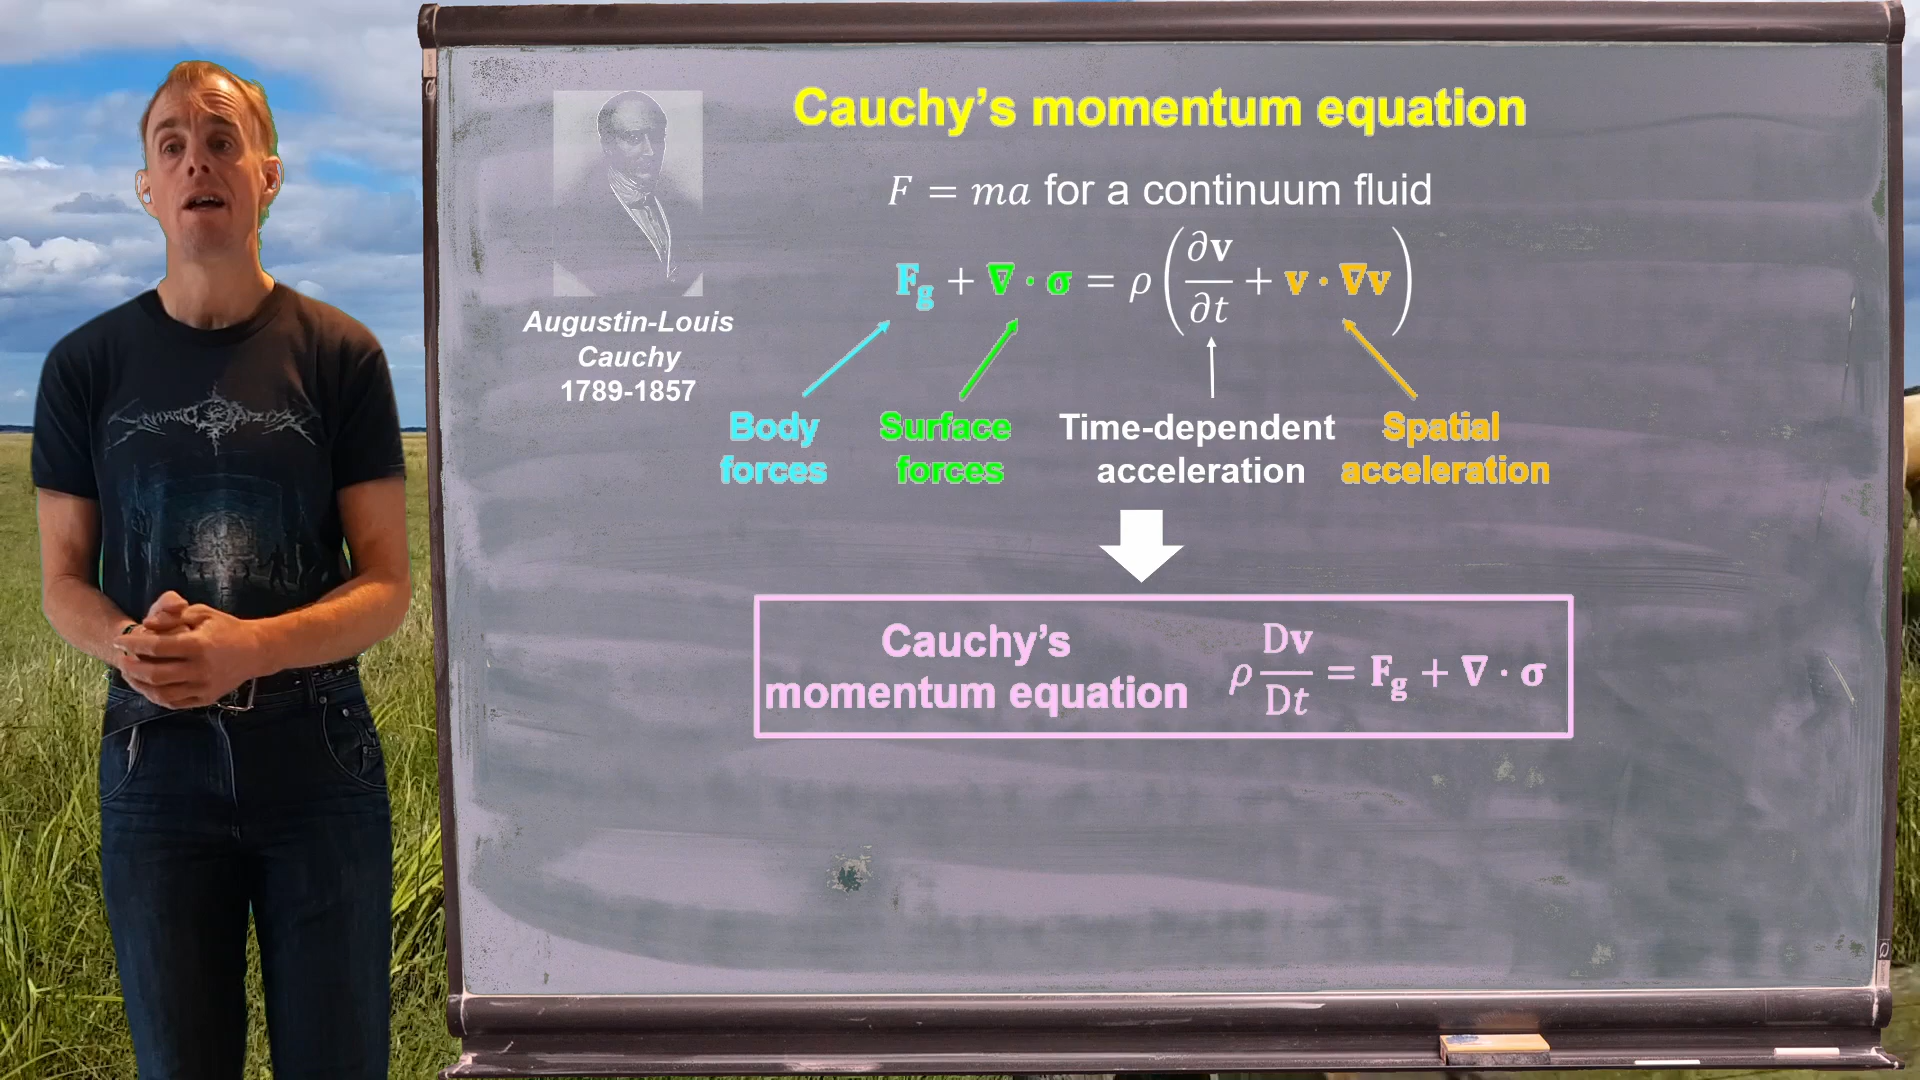 Cauchy’s momentum equation
F = ma for a continuum fluid
F_g + ∇ · σ = ρ(∂v/∂t + v · ∇v)
Augustin-Louis
Cauchy
1789-1857
Body
forces
Surface
forces
Time-dependent
acceleration
Spatial
acceleration
Cauchy’s
momentum equation
ρ Dv/Dt = F_g + ∇ · σ